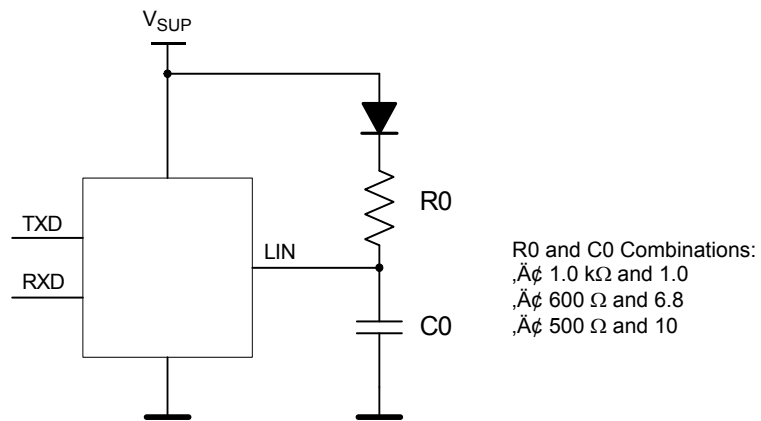 VSUP
TXD
RXD
LIN
R0
C0
R0 and C0 Combinations:
‚Ä¢ 1.0 kΩ and 1.0
‚Ä¢ 600 Ω and 6.8
‚Ä¢ 500 Ω and 10